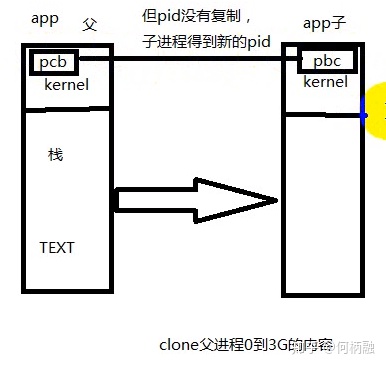 app 父
但pid没有复制，
子进程得到新的pid
app子
pcb
pbc
kernel
kernel
栈
TEXT
clone父进程0到3G的内容
知乎 @何柄融